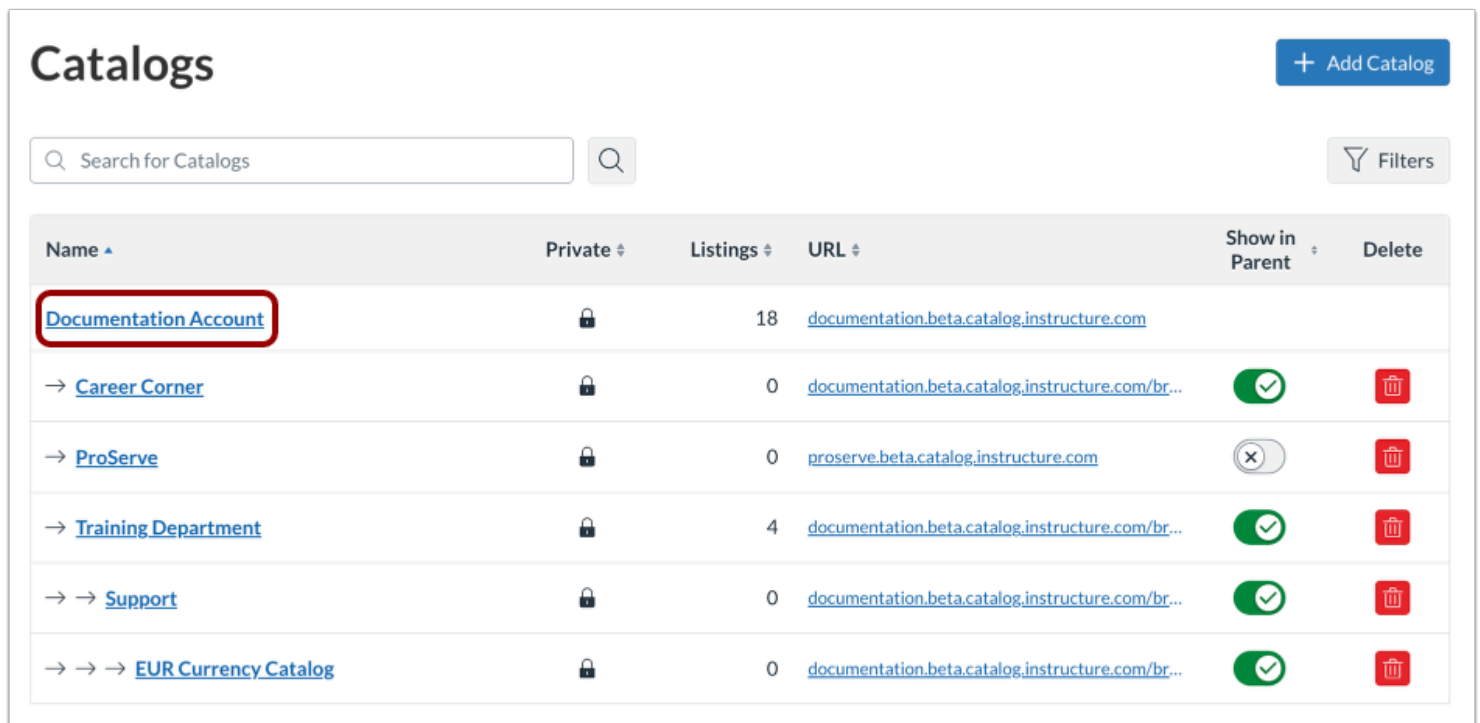 Catalogs
+ Add Catalog
Search for Catalogs
Filters
Name Private Listings URL Show in Parent Delete
Documentation Account 18 documentation.beta.catalog.instructure.com
→ Career Corner 0 documentation.beta.catalog.instructure.com/br...
→ ProServe 0 proserve.beta.catalog.instructure.com
→ Training Department 4 documentation.beta.catalog.instructure.com/br...
→ → Support 0 documentation.beta.catalog.instructure.com/br...
→ → → EUR Currency Catalog 0 documentation.beta.catalog.instructure.com/br...